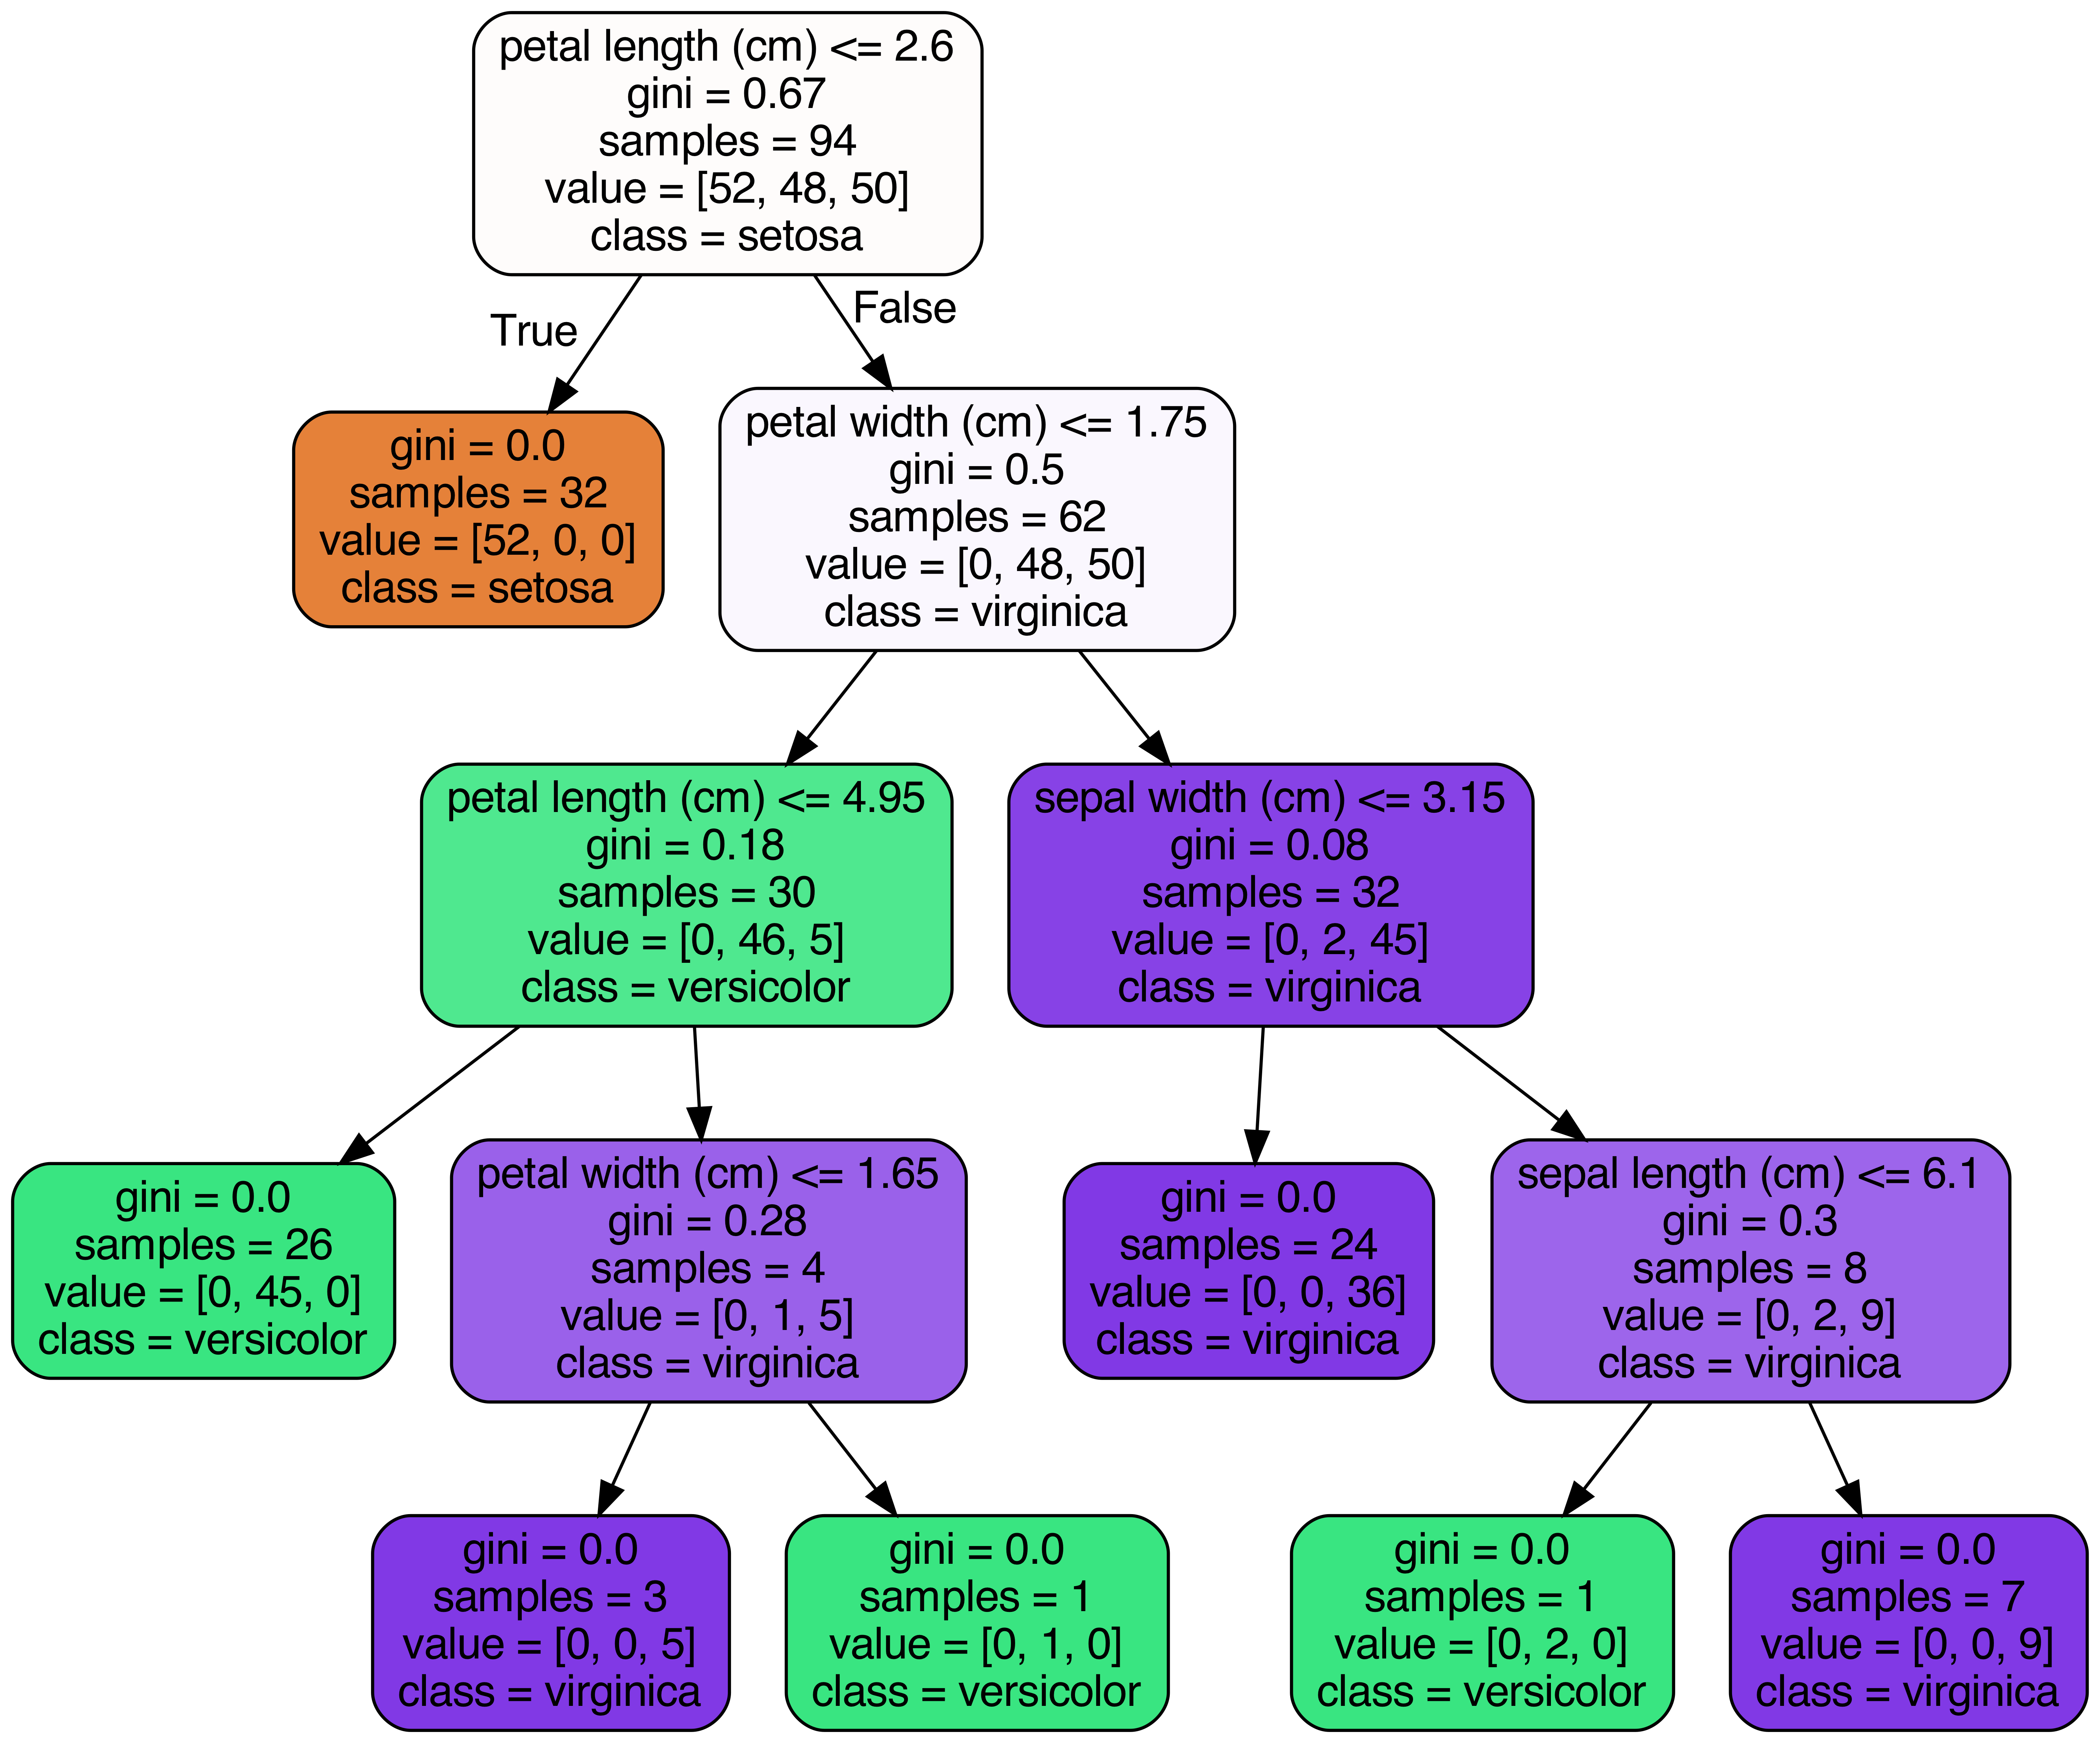 petal length (cm) <= 2.6
gini = 0.67
samples = 94
value = [52, 48, 50]
class = setosa
True
False
gini = 0.0
samples = 32
value = [52, 0, 0]
class = setosa
petal width (cm) <= 1.75
gini = 0.5
samples = 62
value = [0, 48, 50]
class = virginica
petal length (cm) <= 4.95
gini = 0.18
samples = 30
value = [0, 46, 5]
class = versicolor
sepal width (cm) <= 3.15
gini = 0.08
samples = 32
value = [0, 2, 45]
class = virginica
gini = 0.0
samples = 26
value = [0, 45, 0]
class = versicolor
petal width (cm) <= 1.65
gini = 0.28
samples = 4
value = [0, 1, 5]
class = virginica
gini = 0.0
samples = 24
value = [0, 0, 36]
class = virginica
sepal length (cm) <= 6.1
gini = 0.3
samples = 8
value = [0, 2, 9]
class = virginica
gini = 0.0
samples = 3
value = [0, 0, 5]
class = virginica
gini = 0.0
samples = 1
value = [0, 1, 0]
class = versicolor
gini = 0.0
samples = 1
value = [0, 2, 0]
class = versicolor
gini = 0.0
samples = 7
value = [0, 0, 9]
class = virginica